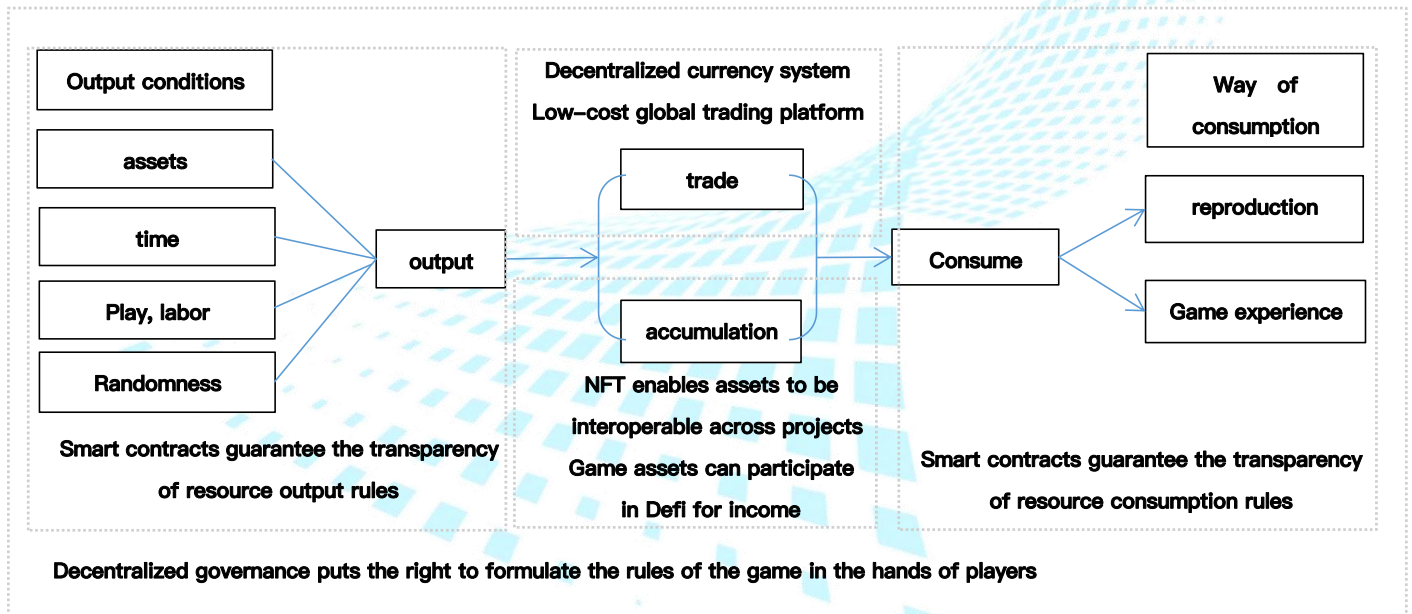 Output conditions
assets
time
Play, labor
Randomness
output
Smart contracts guarantee the transparency
of resource output rules
Decentralized currency system
Low-cost global trading platform
trade
accumulation
NFT enables assets to be
interoperable across projects
Game assets can participate
in Defi for income
Consume
Way of
consumption
reproduction
Game experience
Smart contracts guarantee the transparency
of resource consumption rules
Decentralized governance puts the right to formulate the rules of the game in the hands of players